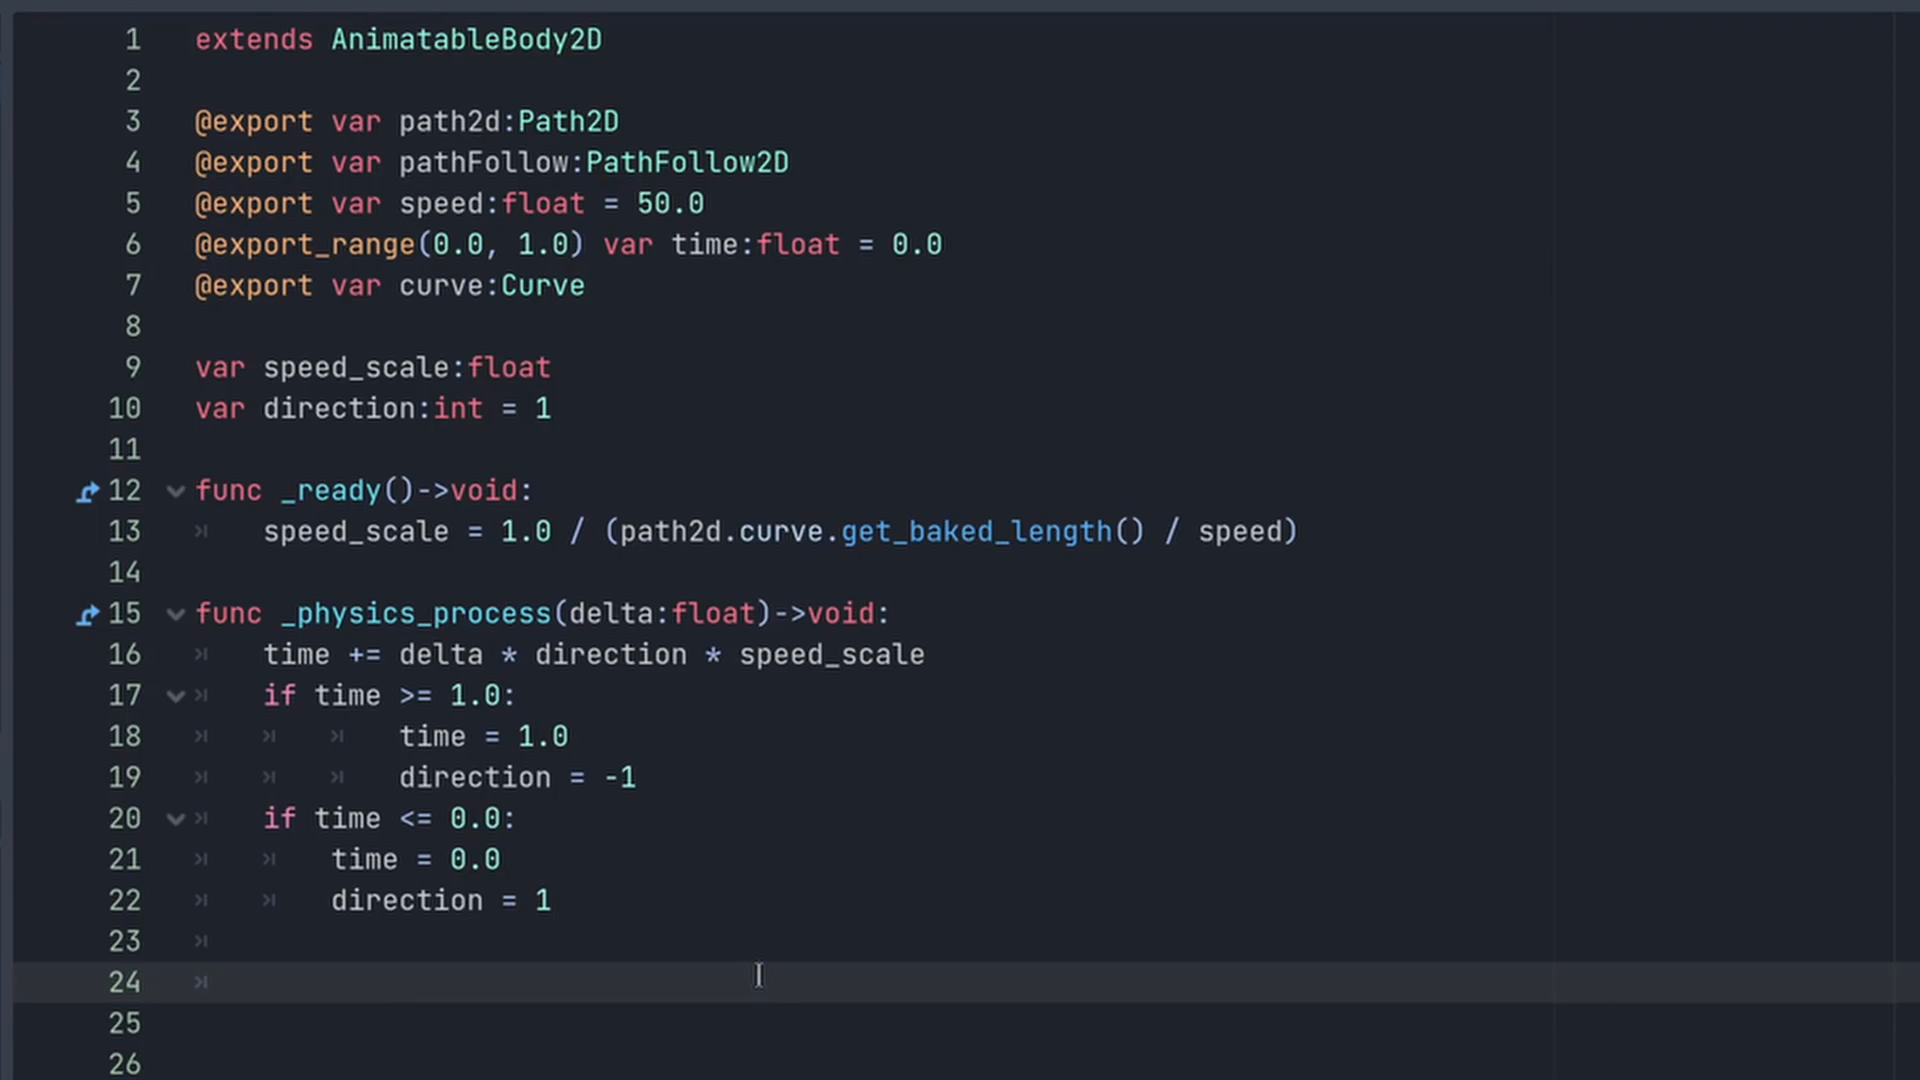 1 extends AnimatableBody2D
2
3 @export var path2d:Path2D
4 @export var pathFollow:PathFollow2D
5 @export var speed:float = 50.0
6 @export_range(0.0, 1.0) var time:float = 0.0
7 @export var curve:Curve
8
9 var speed_scale:float
10 var direction:int = 1
11
12 func _ready()->void:
13 speed_scale = 1.0 / (path2d.curve.get_baked_length() / speed)
14
15 func _physics_process(delta:float)->void:
16 time += delta * direction * speed_scale
17 if time >= 1.0:
18 time = 1.0
19 direction = -1
20 if time <= 0.0:
21 time = 0.0
22 direction = 1
23
24
25
26